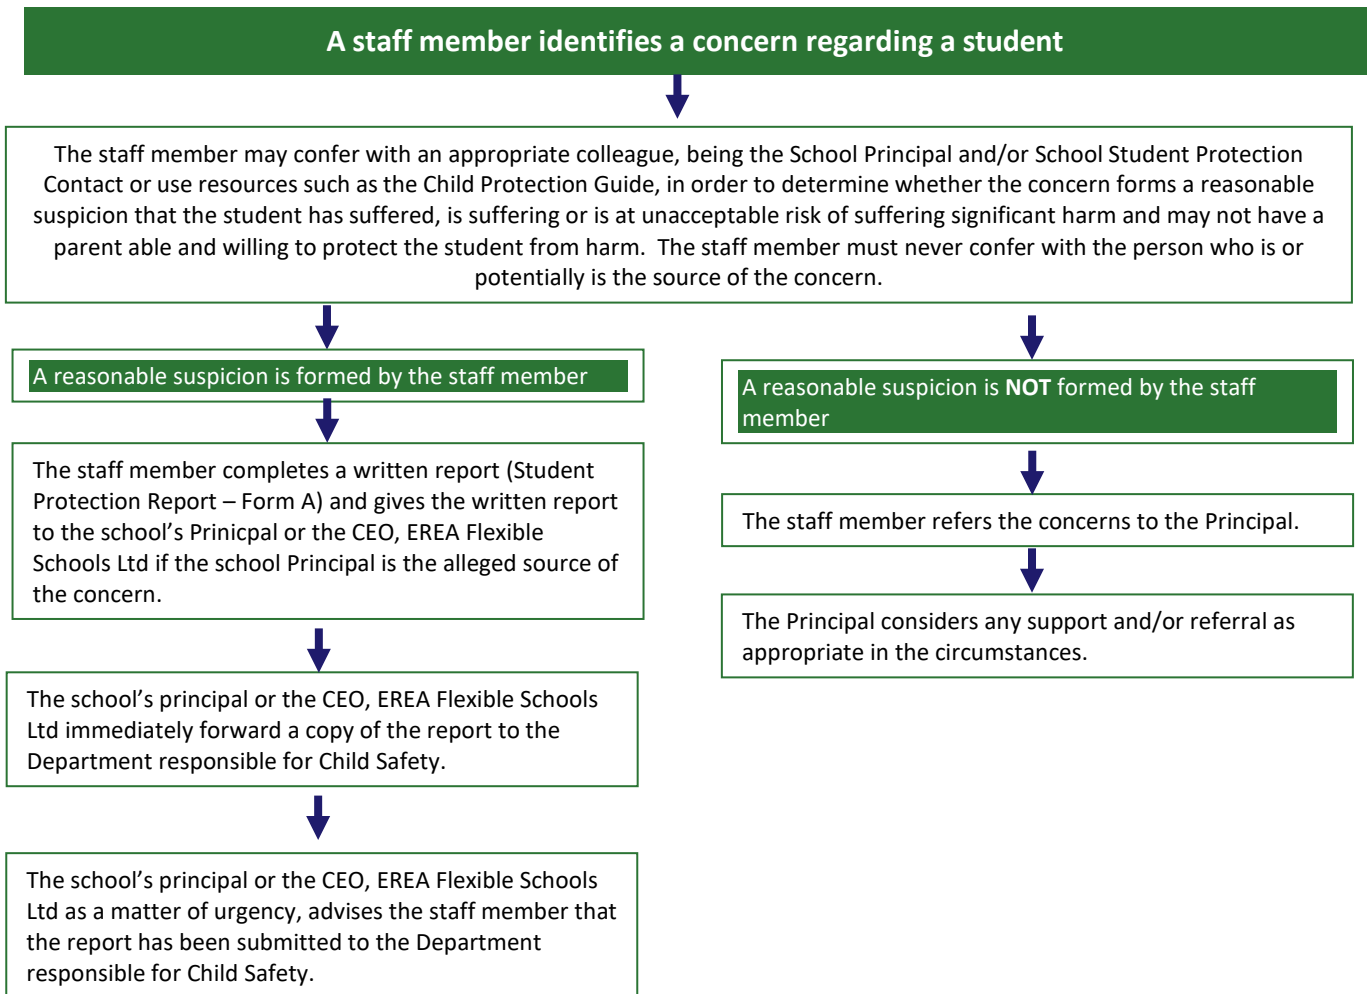 A staff member identifies a concern regarding a student
The staff member may confer with an appropriate colleague, being the School Principal and/or School Student Protection
Contact or use resources such as the Child Protection Guide, in order to determine whether the concern forms a reasonable
suspicion that the student has suffered, is suffering or is at unacceptable risk of suffering significant harm and may not have a
parent able and willing to protect the student from harm.  The staff member must never confer with the person who is or
potentially is the source of the concern.
A reasonable suspicion is formed by the staff member
The staff member completes a written report (Student
Protection Report – Form A) and gives the written report
to the school’s Prinicpal or the CEO, EREA Flexible
Schools Ltd if the school Principal is the alleged source of
the concern.
The school’s principal or the CEO, EREA Flexible Schools
Ltd immediately forward a copy of the report to the
Department responsible for Child Safety.
The school’s principal or the CEO, EREA Flexible Schools
Ltd as a matter of urgency, advises the staff member that
the report has been submitted to the Department
responsible for Child Safety.
A reasonable suspicion is NOT formed by the staff
member
The staff member refers the concerns to the Principal.
The Principal considers any support and/or referral as
appropriate in the circumstances.